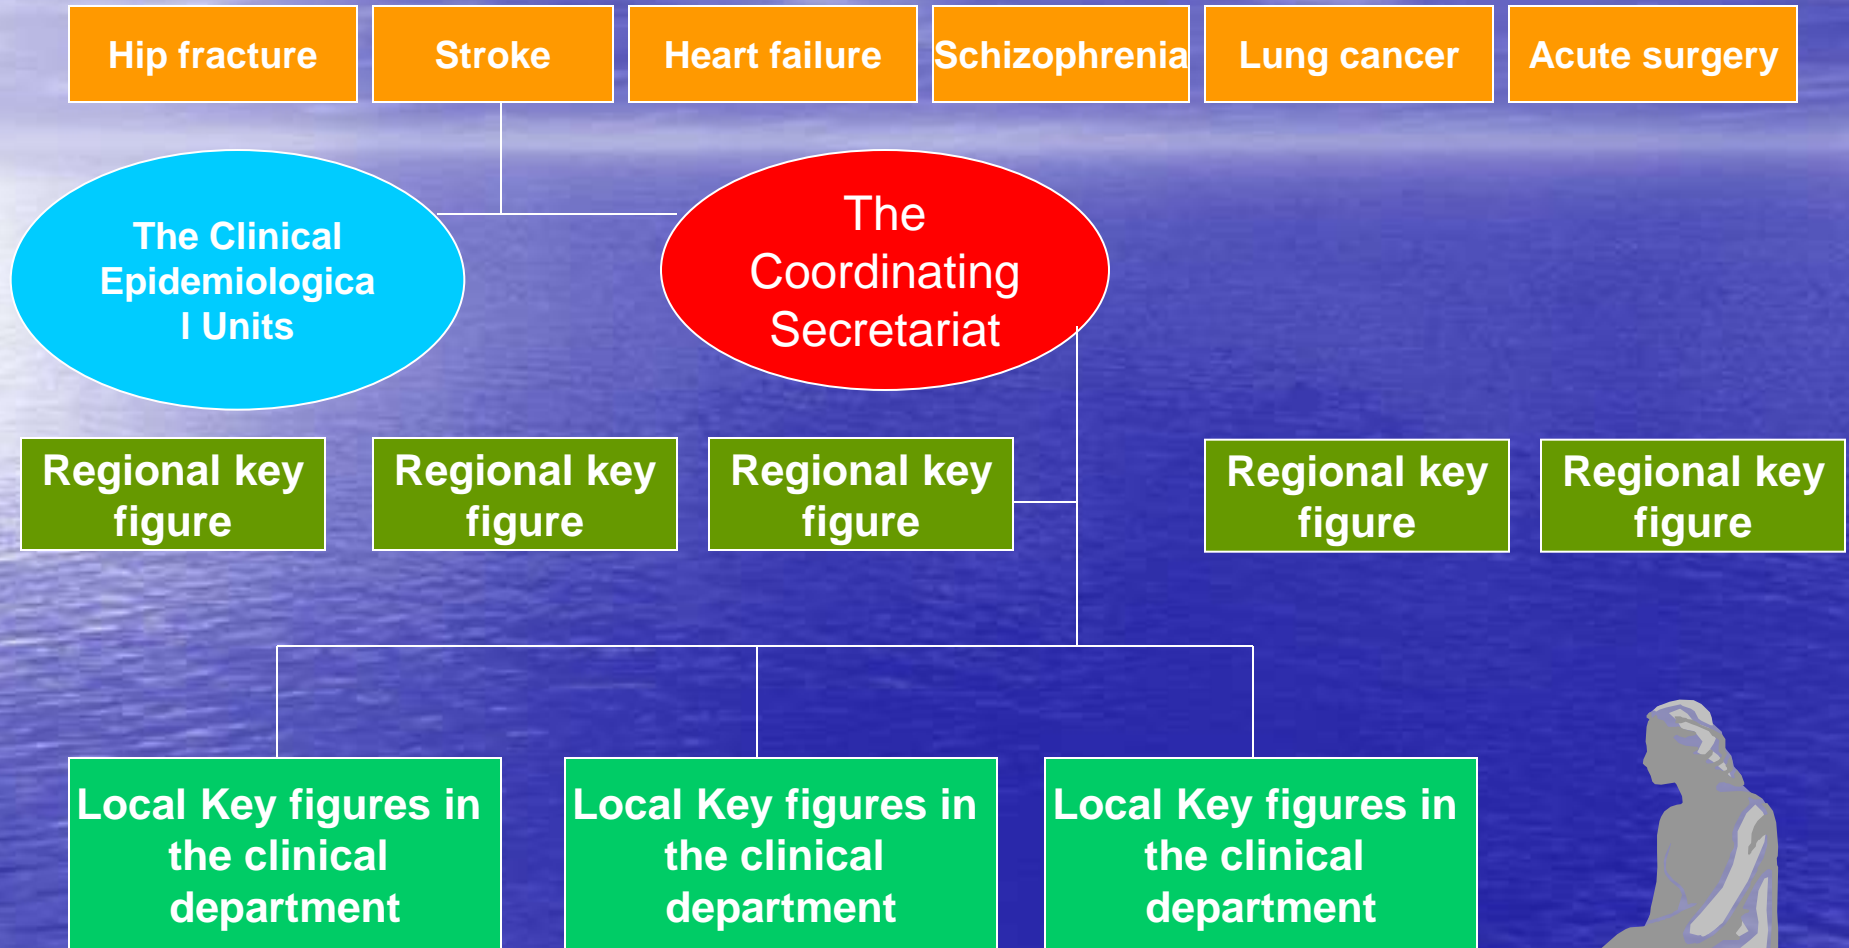 Hip fracture
Stroke
Heart failure
Schizophrenia
Lung cancer
Acute surgery
The Clinical
Epidemiologica
l Units
The
Coordinating
Secretariat
Regional key
figure
Regional key
figure
Regional key
figure
Regional key
figure
Regional key
figure
Local Key figures in
the clinical
department
Local Key figures in
the clinical
department
Local Key figures in
the clinical
department